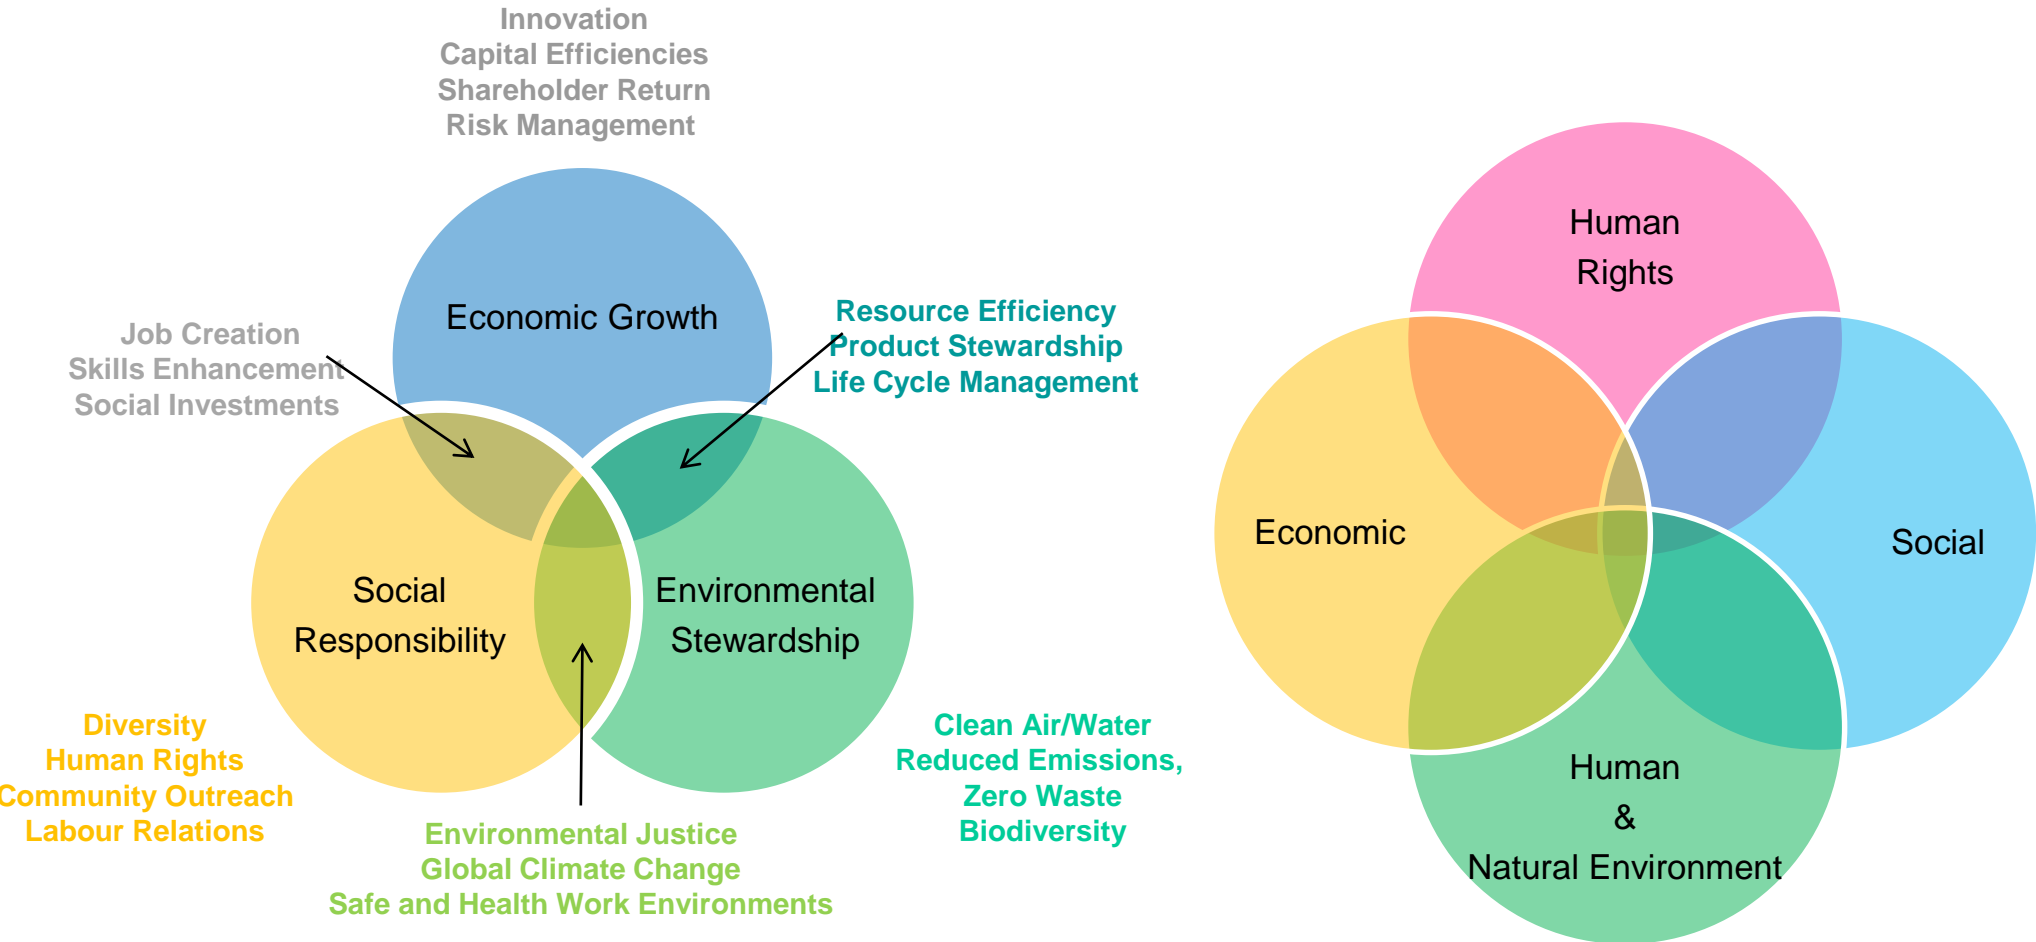 Innovation
Capital Efficiencies
Shareholder Return
Risk Management
Economic Growth
Job Creation
Skills Enhancement
Social Investments
Resource Efficiency
Product Stewardship
Life Cycle Management
Social
Responsibility
Environmental
Stewardship
Diversity
Human Rights
Community Outreach
Labour Relations
Environmental Justice
Global Climate Change
Safe and Health Work Environments
Clean Air/Water
Reduced Emissions,
Zero Waste
Biodiversity
Human
Rights
Economic
Social
Human
&
Natural Environment